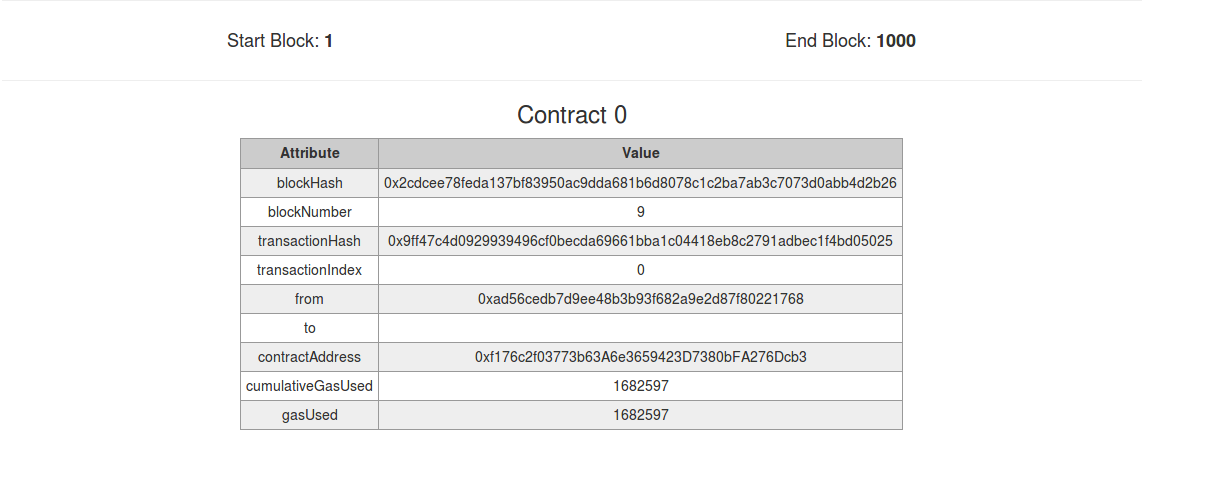 Start Block: 1 End Block: 1000
Contract 0
Attribute Value
blockHash 0x2cdcee78feda137bf83950ac9dda681b6d8078c1c2ba7ab3c7073d0abb4d2b26
blockNumber 9
transactionHash 0x9ff47c4d0929939496cf0becda69661bba1c04418eb8c2791adbec1f4bd05025
transactionIndex 0
from 0xad56cedb7d9ee48b3b93f682a9e2d87f80221768
to
contractAddress 0xf176c2f03773b63A6e3659423D7380bFA276Dcb3
cumulativeGasUsed 1682597
gasUsed 1682597